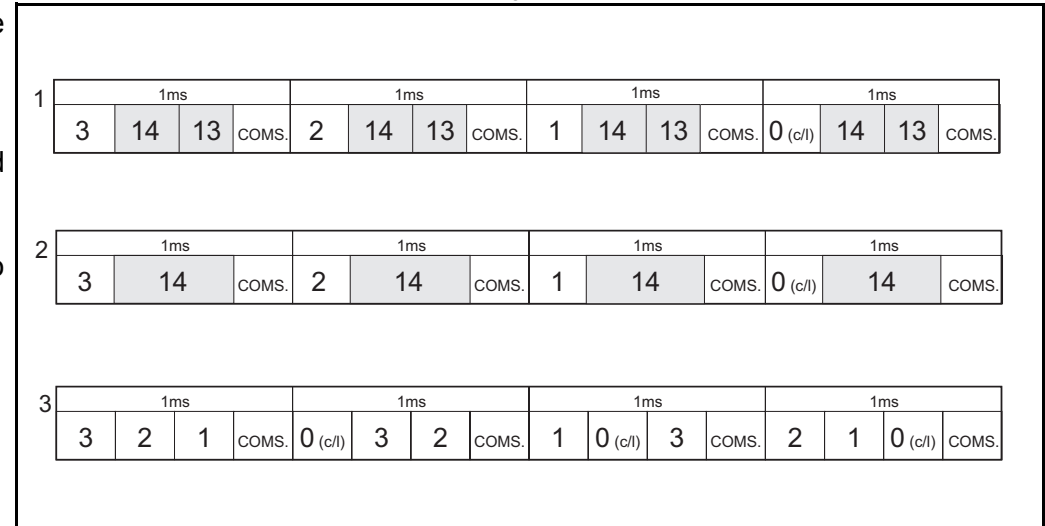 e
d
o
1
1ms 1ms 1ms 1ms
3 14 13 COMS. 2 14 13 COMS. 1 14 13 COMS. 0 (c/l) 14 13 COMS.
2
1ms 1ms 1ms 1ms
3 14 COMS. 2 14 COMS. 1 14 COMS. 0 (c/l) 14 COMS.
3
1ms 1ms 1ms 1ms
3 2 1 COMS. 0 (c/l) 3 2 COMS. 1 0 (c/l) 3 COMS. 2 1 0 (c/l) COMS.